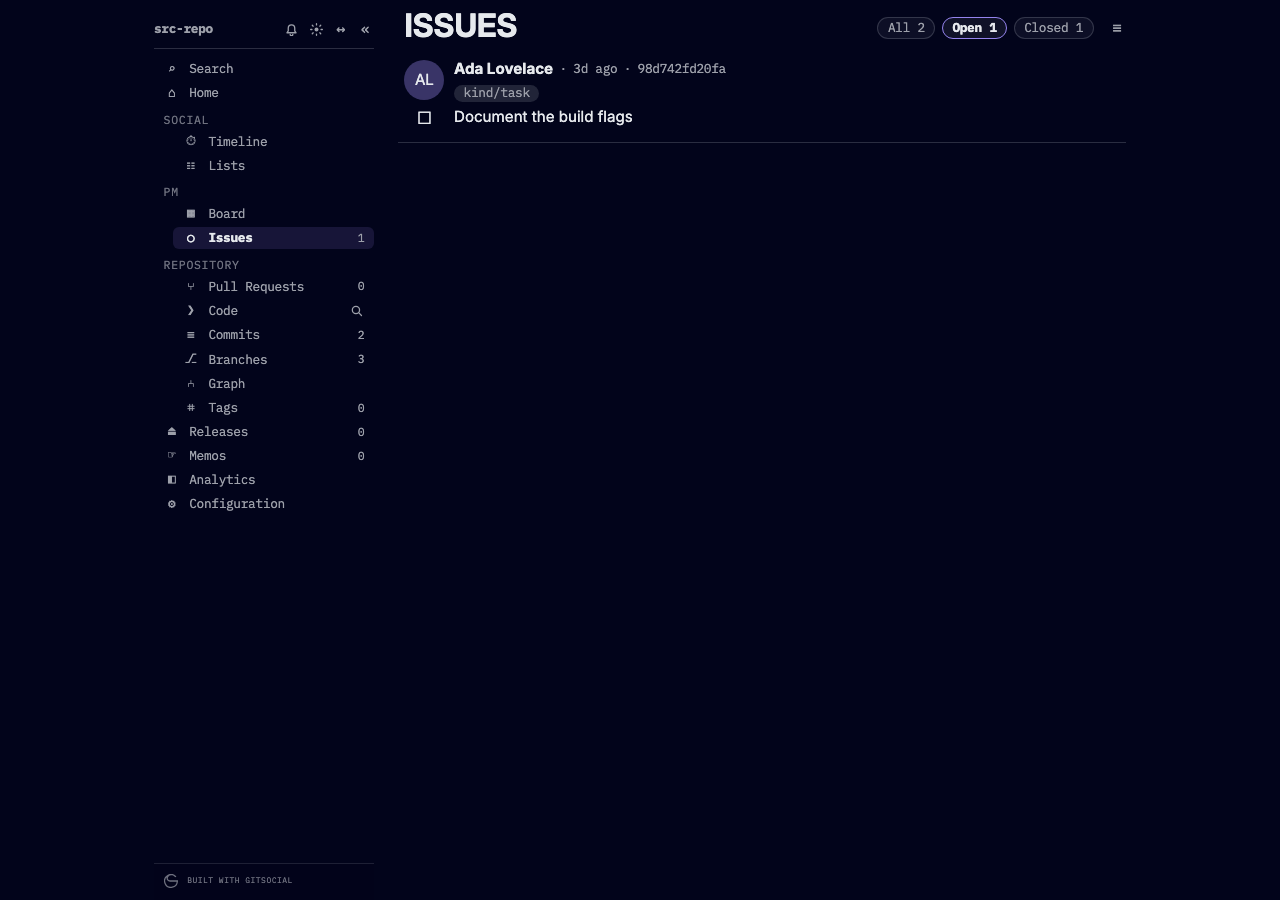 src-repo
Search
Home
SOCIAL
Timeline
Lists
PM
Board
Issues 1
REPOSITORY
Pull Requests 0
Code
Commits 2
Branches 3
Graph
Tags 0
Releases 0
Memos 0
Analytics
Configuration
BUILT WITH GITSOCIAL
ISSUES
All 2 Open 1 Closed 1
AL
Ada Lovelace · 3d ago · 98d742fd20fa
kind/task
Document the build flags